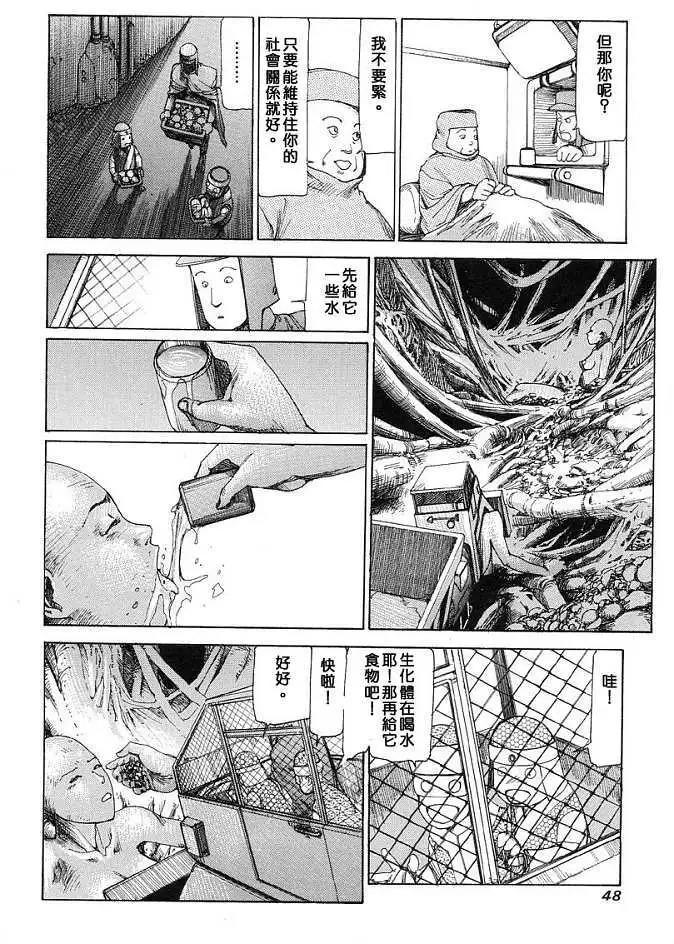 但那你呢？
我不要緊。
只要能維持住你的
社會關係就好。
………
先給它
一些水
哇！
生化體在喝水
耶！那再給它
食物吧！
快啦！
好好。
48